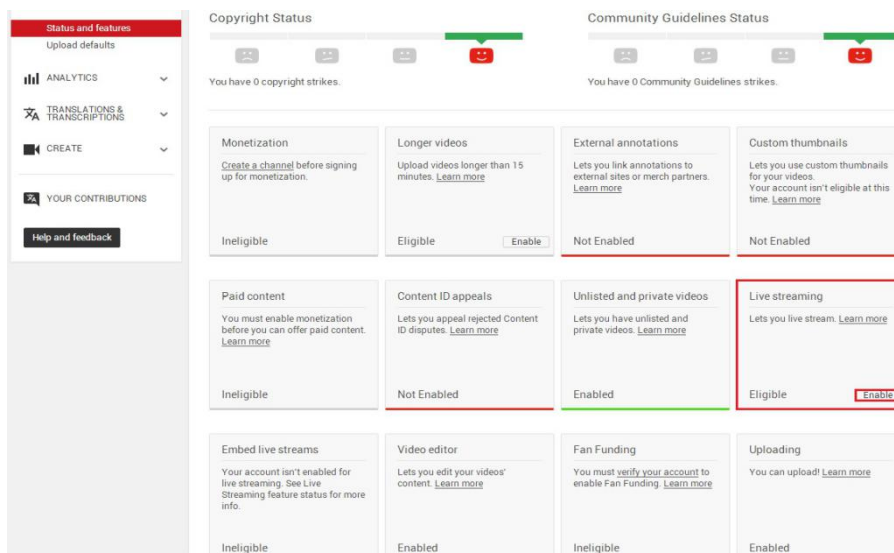 Status and features
Upload defaults
ANALYTICS
TRANSLATIONS &
TRANSCRIPTIONS
CREATE
YOUR CONTRIBUTIONS
Help and feedback
Copyright Status
You have 0 copyright strikes.
Community Guidelines Status
You have 0 Community Guidelines strikes.
Monetization
Create a channel before signing
up for monetization.
Ineligible
Longer videos
Upload videos longer than 15
minutes. Learn more
Eligible
Enable
External annotations
Lets you link annotations to
external sites or merch partners.
Learn more
Not Enabled
Custom thumbnails
Lets you use custom thumbnails
for your videos.
Your account isn't eligible at this
time. Learn more
Not Enabled
Paid content
You must enable monetization
before you can offer paid content.
Learn more
Ineligible
Content ID appeals
Lets you appeal rejected Content
ID disputes. Learn more
Not Enabled
Unlisted and private videos
Lets you have unlisted and
private videos. Learn more
Enabled
Live streaming
Lets you live stream. Learn more
Eligible
Enable
Embed live streams
Your account isn't enabled for
live streaming. See Live
Streaming feature status for more
info.
Ineligible
Video editor
Lets you edit your videos'
content. Learn more
Enabled
Fan Funding
You must verify your account to
enable Fan Funding. Learn more
Ineligible
Uploading
You can upload! Learn more
Enabled